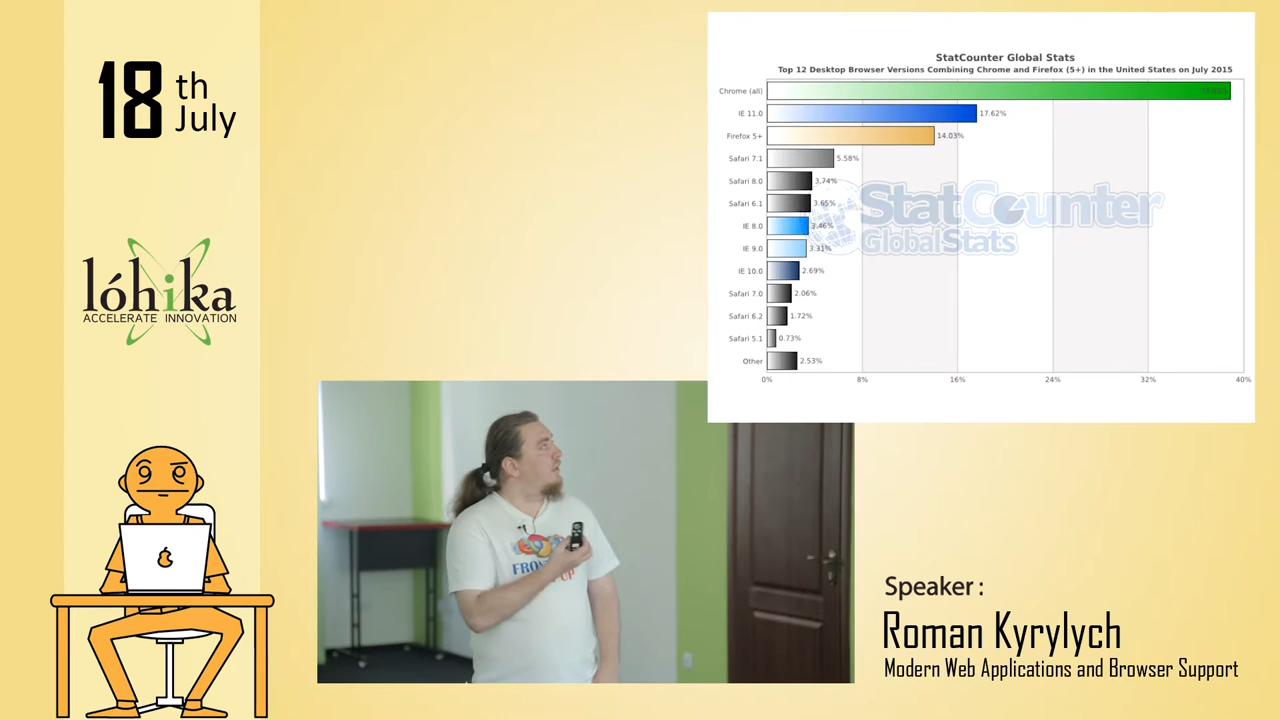 18 th July
lóhika
ACCELERATE INNOVATION
StatCounter Global Stats
Top 12 Desktop Browser Versions Combining Chrome and Firefox (5+) in the United States on July 2015
Chrome (all)
IE 11.0 17.62%
Firefox 5+ 14.03%
Safari 7.1 5.58%
Safari 8.0 3.74%
Safari 6.1 3.65%
IE 8.0 3.46%
IE 9.0 3.31%
IE 10.0 2.69%
Safari 7.0 2.06%
Safari 6.2 1.72%
Safari 5.1 0.73%
Other 2.53%
0% 8% 16% 24% 32% 40%
StatCounter
GlobalStats
Speaker :
Roman Kyrylych
Modern Web Applications and Browser Support